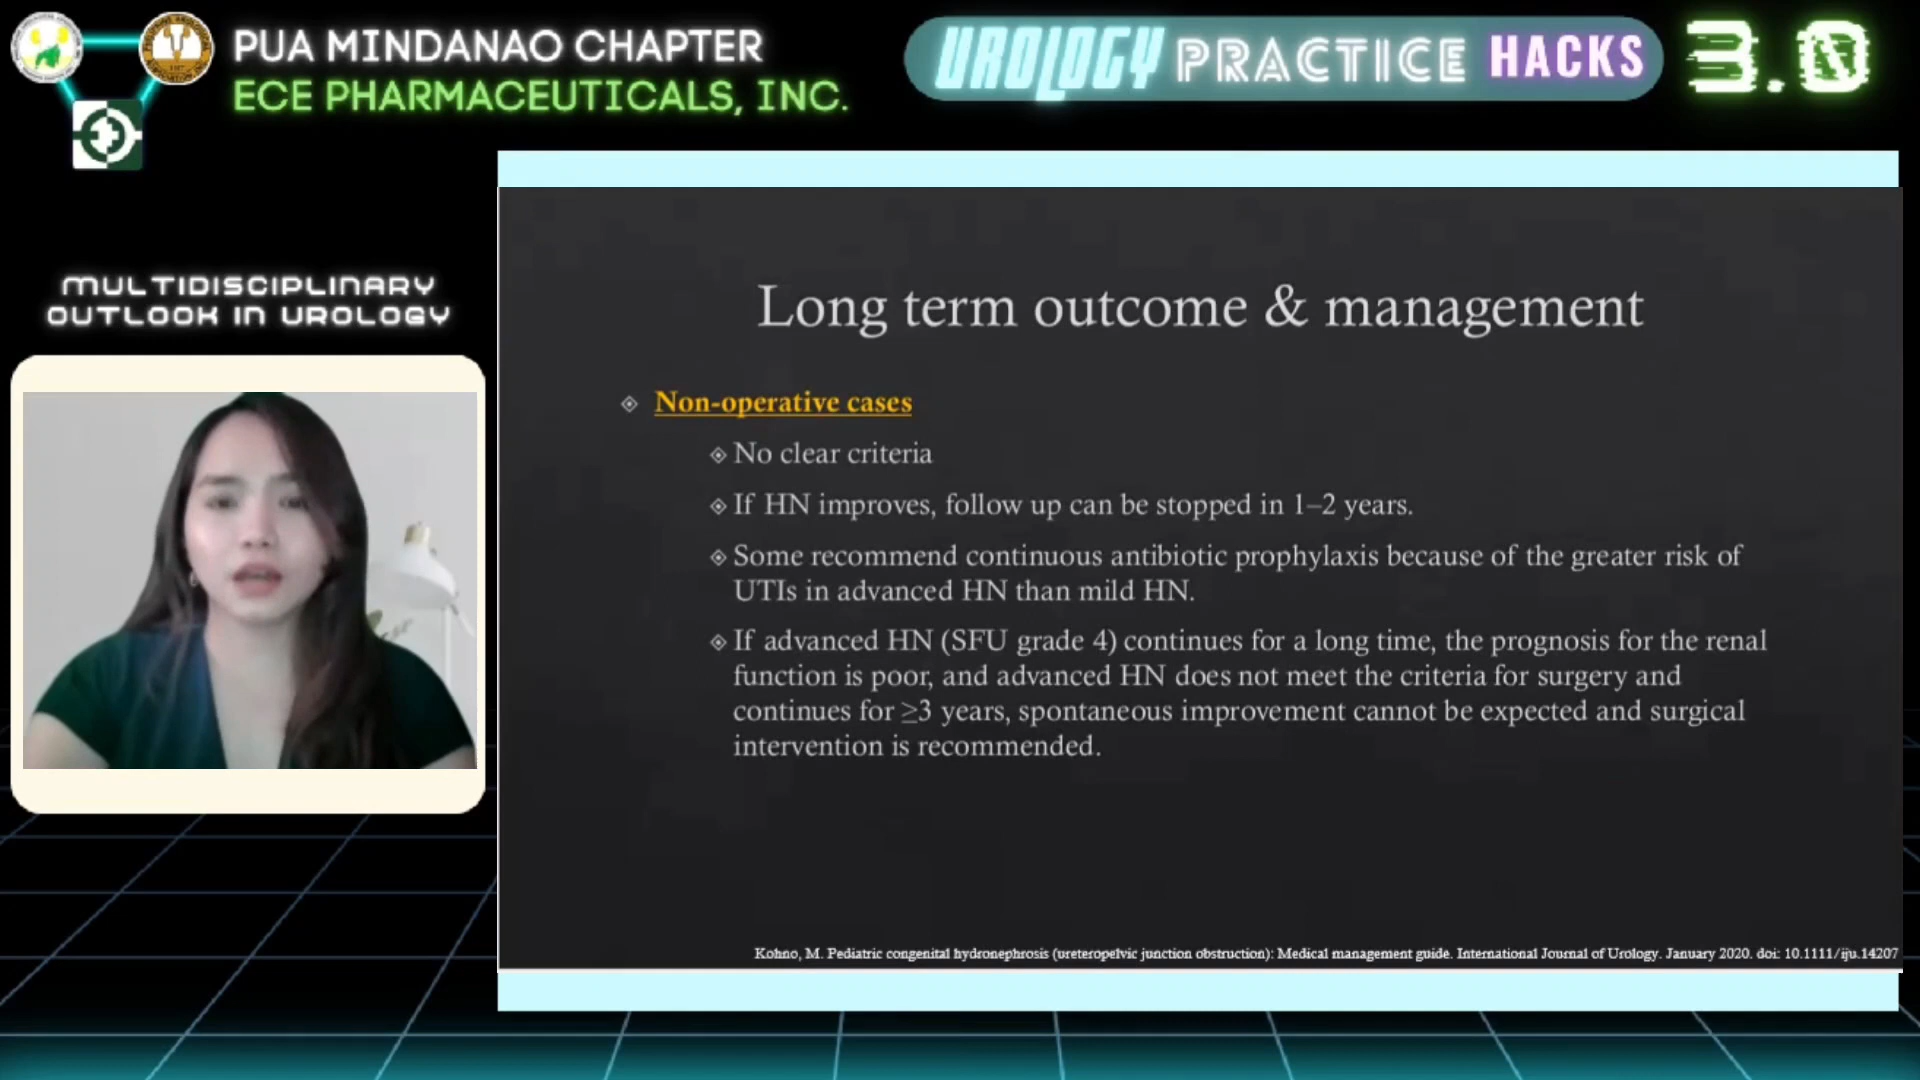 PUA MINDANAO CHAPTER
ECE PHARMACEUTICALS, INC.
UROLOGY PRACTICE HACKS 3.0
MULTIDISCIPLINARY
OUTLOOK IN UROLOGY
Long term outcome & management
Non-operative cases
No clear criteria
If HN improves, follow up can be stopped in 1–2 years.
Some recommend continuous antibiotic prophylaxis because of the greater risk of
UTIs in advanced HN than mild HN.
If advanced HN (SFU grade 4) continues for a long time, the prognosis for the renal
function is poor, and advanced HN does not meet the criteria for surgery and
continues for ≥3 years, spontaneous improvement cannot be expected and surgical
intervention is recommended.
Kohno, M. Pediatric congenital hydronephrosis (ureteropelvic junction obstruction): Medical management guide. International Journal of Urology. January 2020. doi: 10.1111/iju.14207